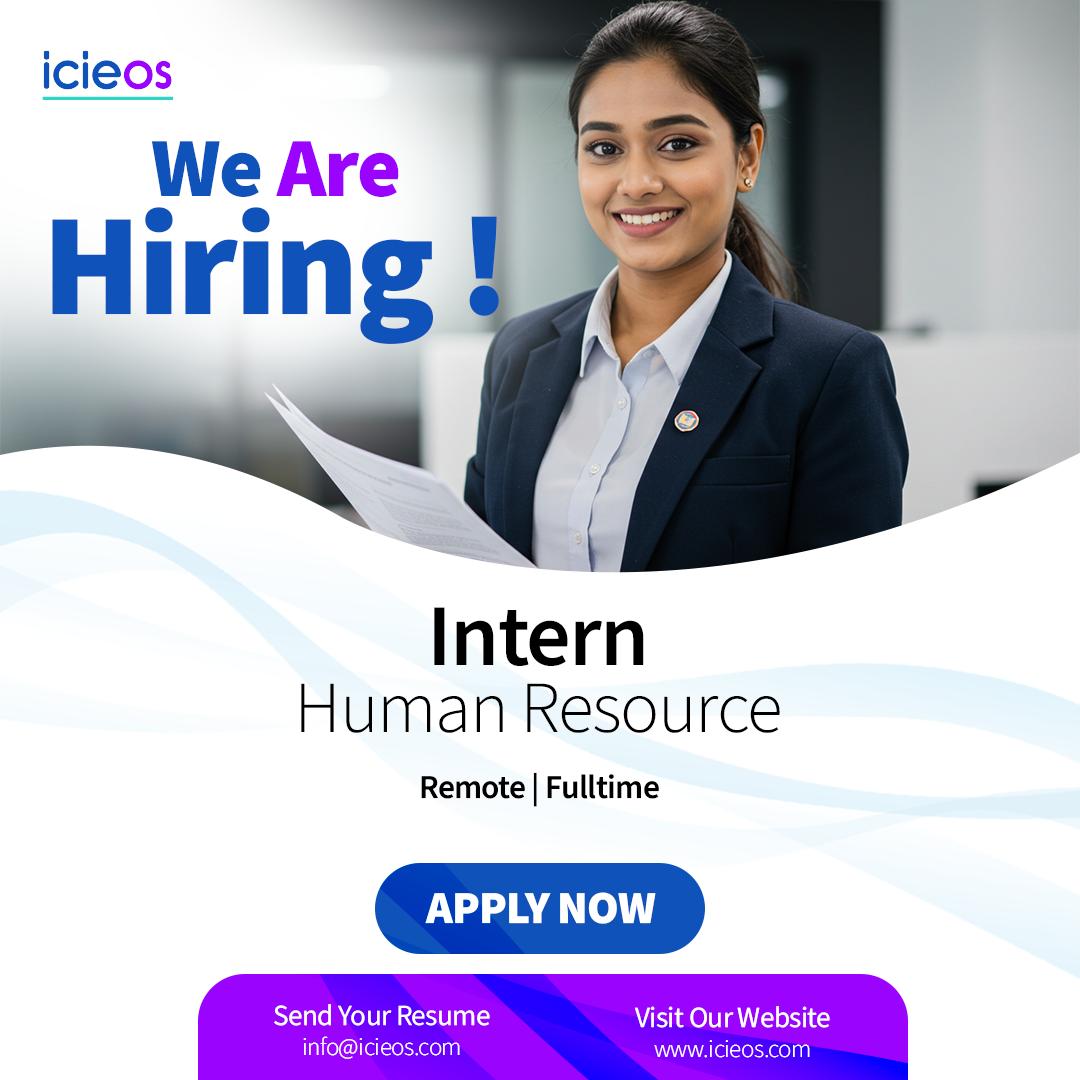 icieos
We Are
Hiring !
Intern
Human Resource
Remote | Fulltime
APPLY NOW
Send Your Resume
info@icieos.com
Visit Our Website
www.icieos.com